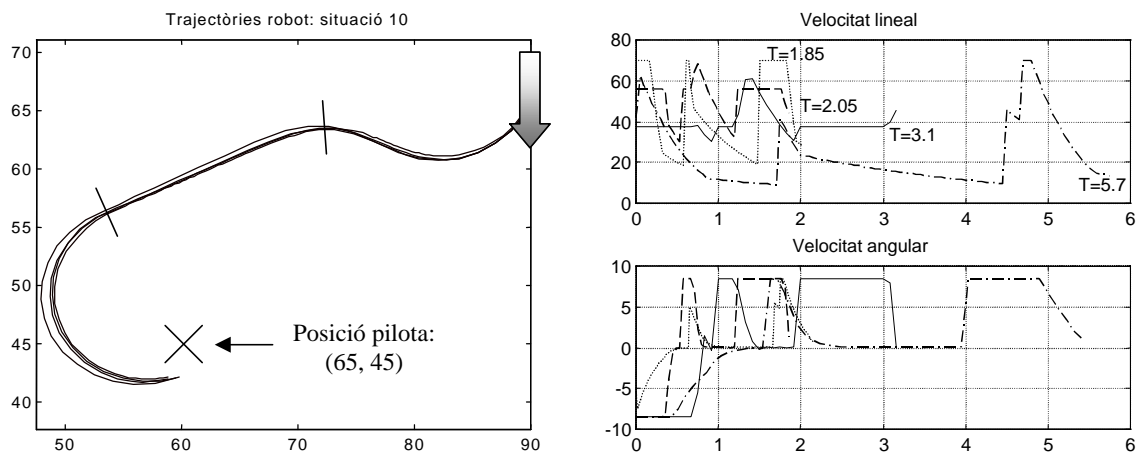 Trajectòries robot: situació 10
70
65
60
55
50
45
40
50
60
70
80
90
Posició pilota:
(65, 45)
Velocitat lineal
80
60
40
20
0
T=1.85
T=2.05
T=3.1
T=5.7
0 1 2 3 4 5 6
Velocitat angular
10
5
0
-5
-10
0 1 2 3 4 5 6